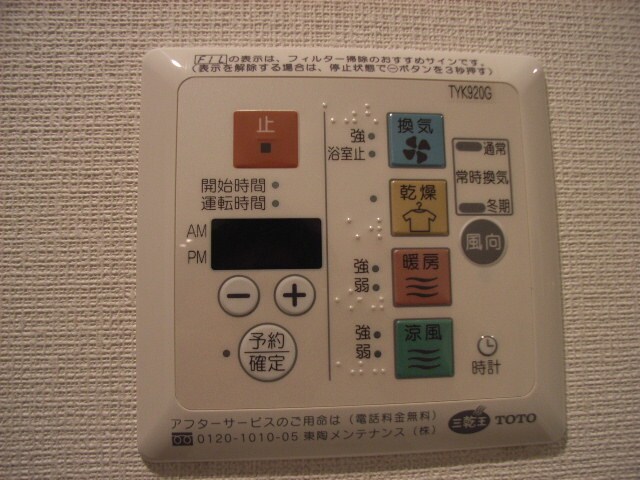 FILの表示は、フィルター掃除のおすすめサインです。
(表示を解除する場合は、停止状態で⊖ボタンを3秒押す)
TYK920G
止
強
浴室止
換気
通常
常時換気
冬期
開始時間
運転時間
乾燥
AM
PM
風向
強
弱
暖房
− +
予約
確定
強
弱
涼風
時計
アフターサービスのご用命は（電話料金無料）
0120-1010-05 東陶メンテナンス（株）
三乾王 TOTO